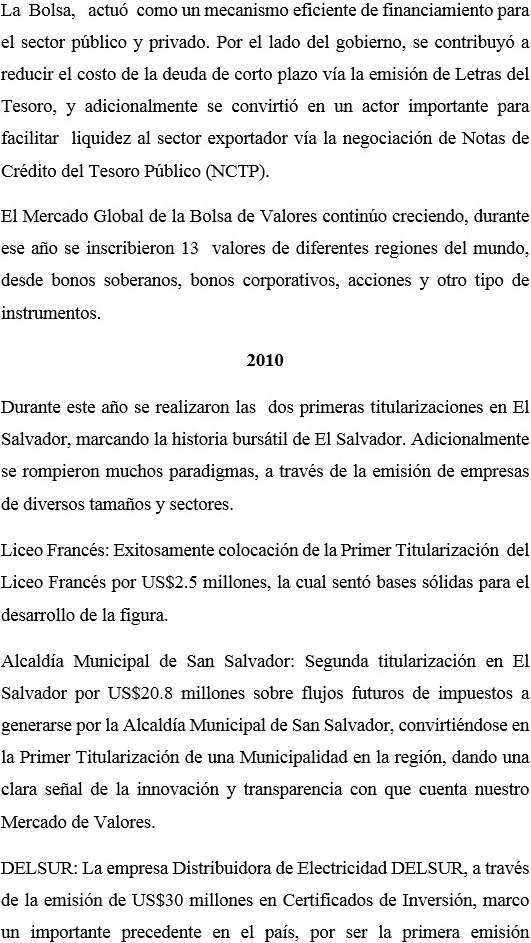 La Bolsa, actuó como un mecanismo eficiente de financiamiento para
el sector público y privado. Por el lado del gobierno, se contribuyó a
reducir el costo de la deuda de corto plazo vía la emisión de Letras del
Tesoro, y adicionalmente se convirtió en un actor importante para
facilitar liquidez al sector exportador vía la negociación de Notas de
Crédito del Tesoro Público (NCTP).
El Mercado Global de la Bolsa de Valores continúo creciendo, durante
ese año se inscribieron 13 valores de diferentes regiones del mundo,
desde bonos soberanos, bonos corporativos, acciones y otro tipo de
instrumentos.
2010
Durante este año se realizaron las dos primeras titularizaciones en El
Salvador, marcando la historia bursátil de El Salvador. Adicionalmente
se rompieron muchos paradigmas, a través de la emisión de empresas
de diversos tamaños y sectores.
Liceo Francés: Exitosamente colocación de la Primer Titularización del
Liceo Francés por US$2.5 millones, la cual sentó bases sólidas para el
desarrollo de la figura.
Alcaldía Municipal de San Salvador: Segunda titularización en El
Salvador por US$20.8 millones sobre flujos futuros de impuestos a
generarse por la Alcaldía Municipal de San Salvador, convirtiéndose en
la Primer Titularización de una Municipalidad en la región, dando una
clara señal de la innovación y transparencia con que cuenta nuestro
Mercado de Valores.
DELSUR: La empresa Distribuidora de Electricidad DELSUR, a través
de la emisión de US$30 millones en Certificados de Inversión, marco
un importante precedente en el país, por ser la primera emisión